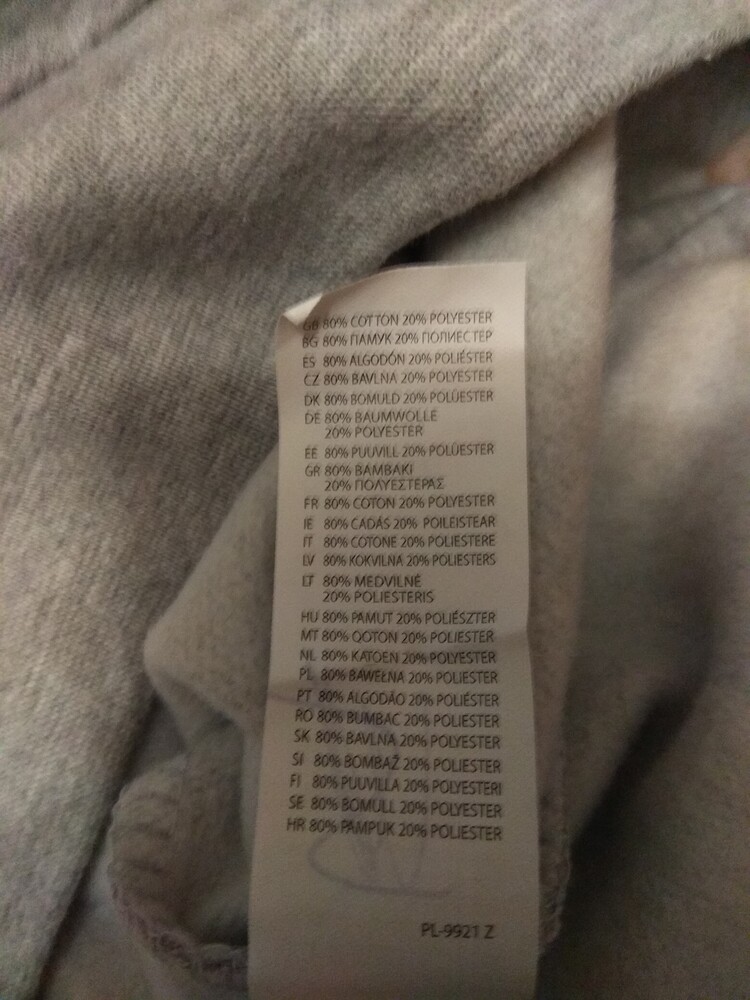 GB 80% COTTON 20% POLYESTER
BG 80% ПАМУК 20% ПОЛИЕСТЕР
ES 80% ALGODÓN 20% POLIÉSTER
CZ 80% BAVLNA 20% POLYESTER
DK 80% BOMULD 20% POLÜESTER
DE 80% BAUMWOLLE
20% POLYESTER
EE 80% PUUVILL 20% POLÜESTER
GR 80% BAMBAKI
20% ΠΟΛΥΕΣΤΕΡΑΣ
FR 80% COTON 20% POLYESTER
IE 80% CADÁS 20% POILEISTEAR
IT 80% COTONE 20% POLIESTERE
LV 80% KOKVILNA 20% POLIESTERS
LT 80% MEDVILNĖ
20% POLIESTERIS
HU 80% PAMUT 20% POLIÉSZTER
MT 80% QOTON 20% POLIESTER
NL 80% KATOEN 20% POLYESTER
PL 80% BAWEŁNA 20% POLIESTER
PT 80% ALGODÃO 20% POLIÉSTER
RO 80% BUMBAC 20% POLIESTER
SK 80% BAVLNA 20% POLYESTER
SI 80% BOMBAŽ 20% POLIESTER
FI 80% PUUVILLA 20% POLYESTERI
SE 80% BOMULL 20% POLYESTER
HR 80% PAMPUK 20% POLIESTER
PL-9921 Z